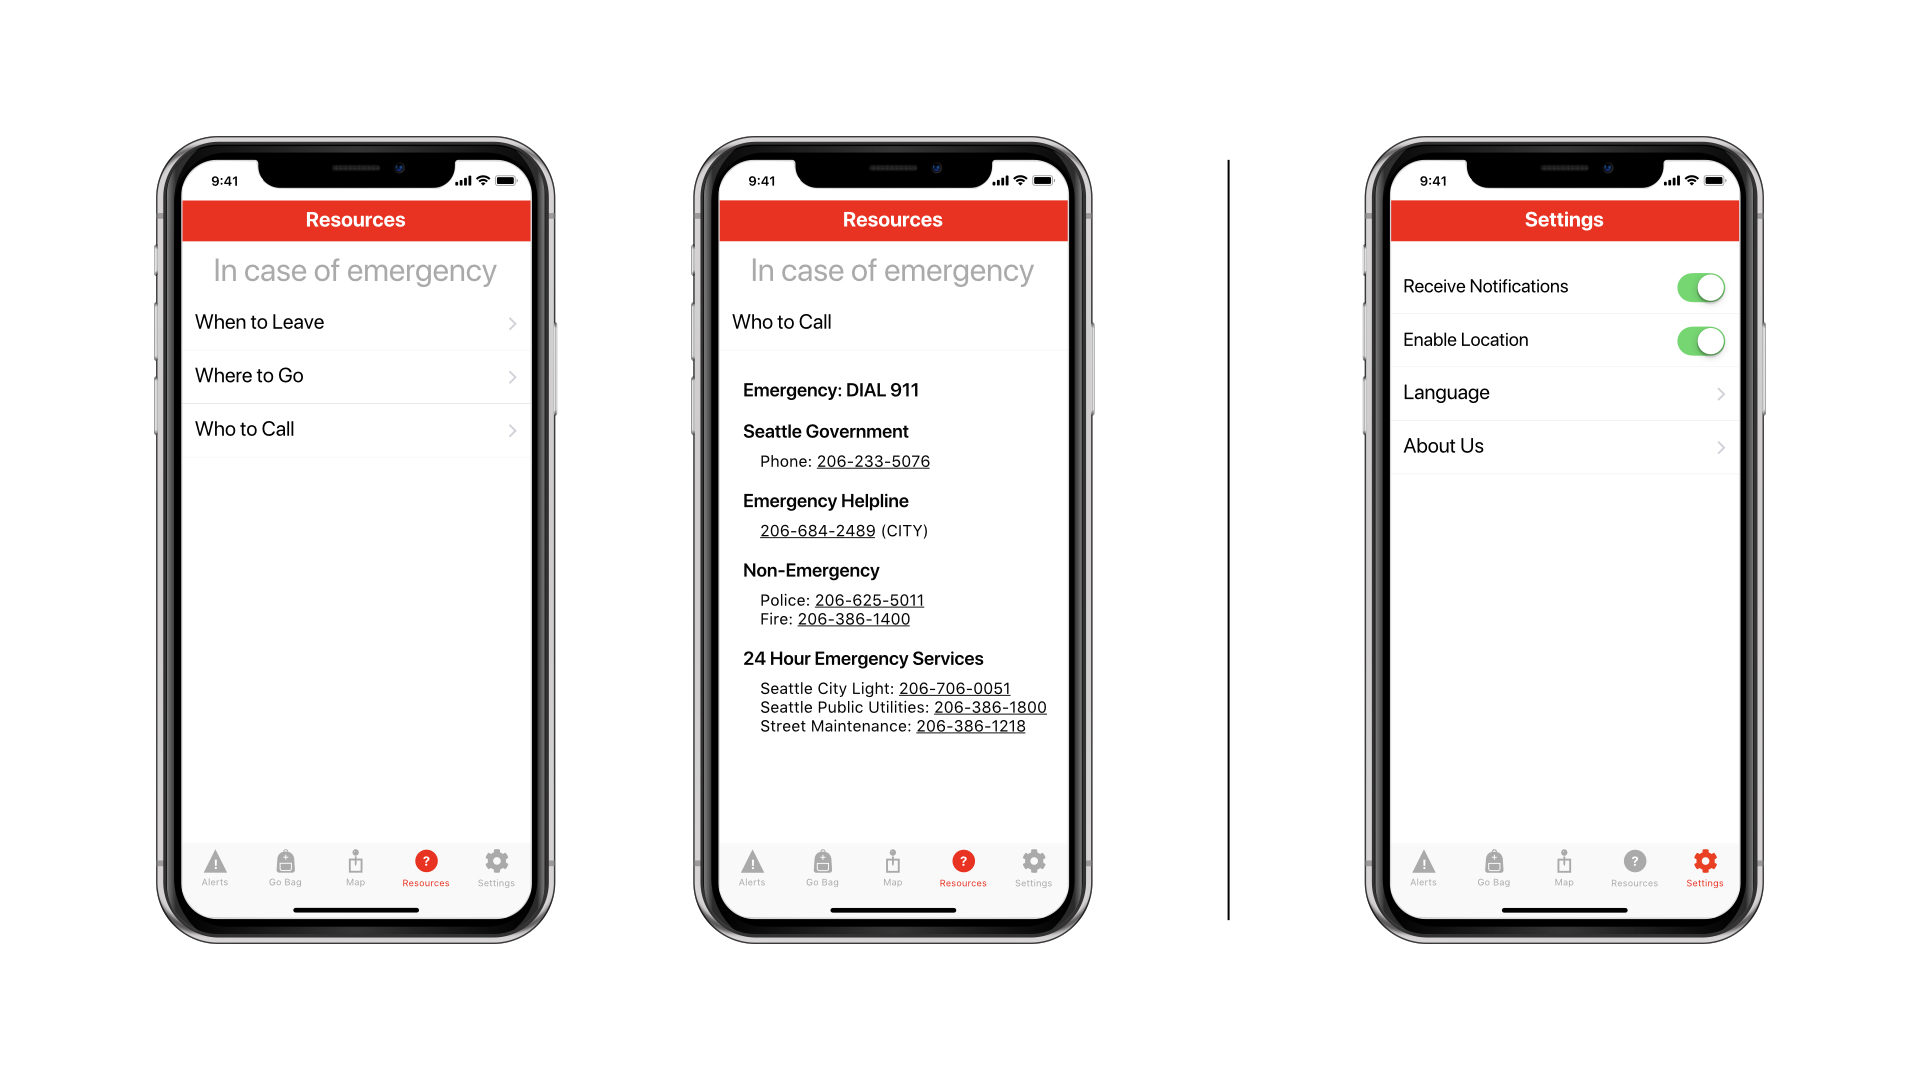 9:41
Resources
In case of emergency
When to Leave
Where to Go
Who to Call
Alerts
Go Bag
Map
Resources
Settings
9:41
Resources
In case of emergency
Who to Call
Emergency: DIAL 911
Seattle Government
Phone: 206-233-5076
Emergency Helpline
206-684-2489 (CITY)
Non-Emergency
Police: 206-625-5011
Fire: 206-386-1400
24 Hour Emergency Services
Seattle City Light: 206-706-0051
Seattle Public Utilities: 206-386-1800
Street Maintenance: 206-386-1218
Alerts
Go Bag
Map
Resources
Settings
9:41
Settings
Receive Notifications
Enable Location
Language
About Us
Alerts
Go Bag
Map
Resources
Settings